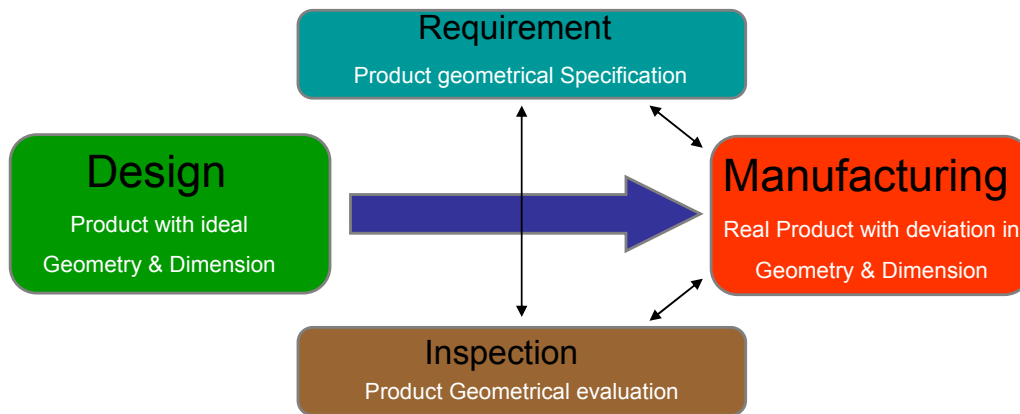 Requirement
Product geometrical Specification
Design
Product with ideal
Geometry & Dimension
Manufacturing
Real Product with deviation in
Geometry & Dimension
Inspection
Product Geometrical evaluation